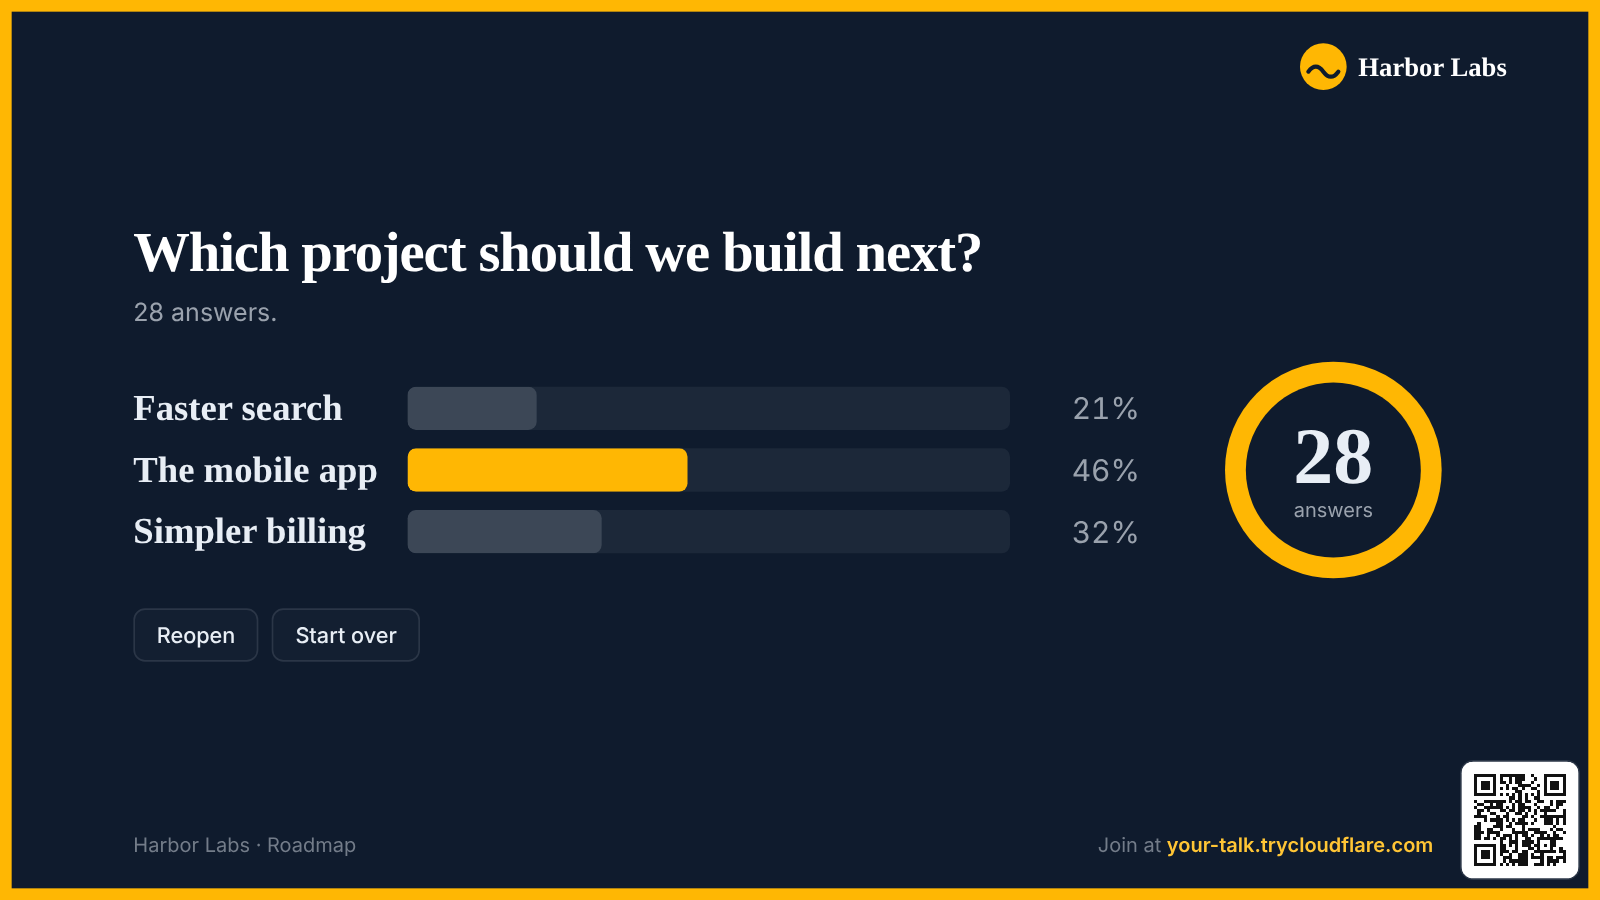 Harbor Labs
Which project should we build next?
28 answers.
Faster search 21%
The mobile app 46%
Simpler billing 32%
28
answers
Reopen Start over
Harbor Labs · Roadmap
Join at your-talk.trycloudflare.com